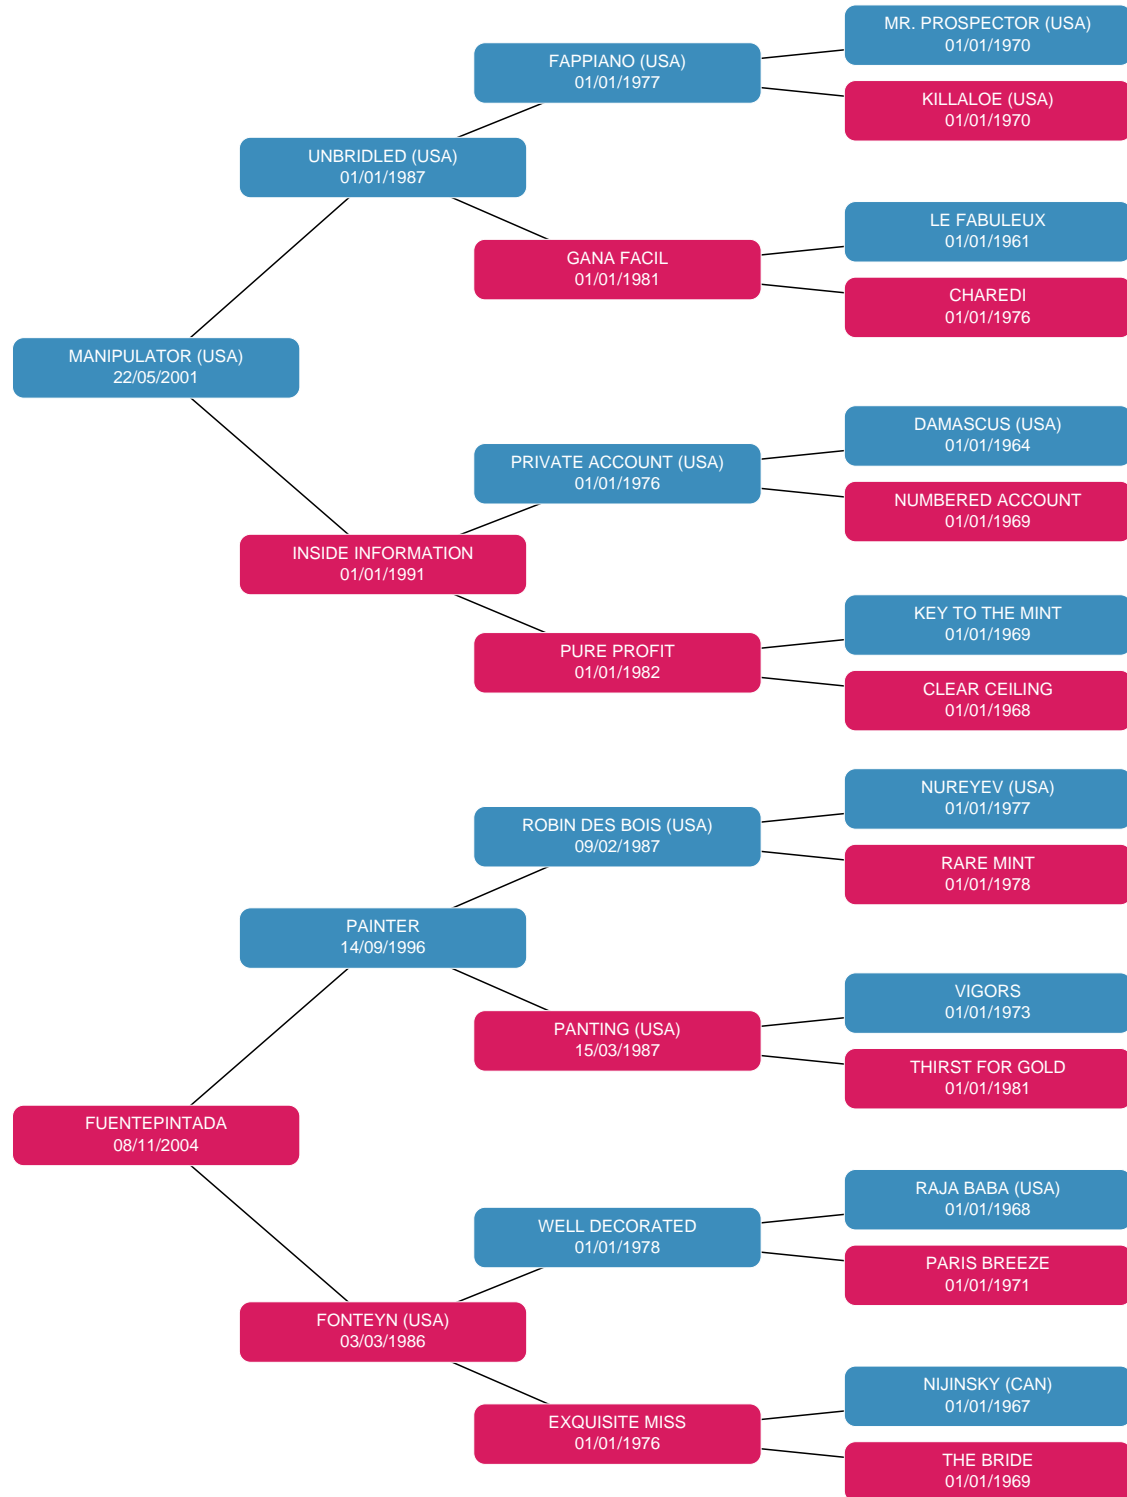 MR. PROSPECTOR (USA)
01/01/1970
FAPPIANO (USA)
01/01/1977
KILLALOE (USA)
01/01/1970
UNBRIDLED (USA)
01/01/1987
LE FABULEUX
01/01/1961
GANA FACIL
01/01/1981
CHAREDI
01/01/1976
MANIPULATOR (USA)
22/05/2001
DAMASCUS (USA)
01/01/1964
PRIVATE ACCOUNT (USA)
01/01/1976
NUMBERED ACCOUNT
01/01/1969
INSIDE INFORMATION
01/01/1991
KEY TO THE MINT
01/01/1969
PURE PROFIT
01/01/1982
CLEAR CEILING
01/01/1968
NUREYEV (USA)
01/01/1977
ROBIN DES BOIS (USA)
09/02/1987
RARE MINT
01/01/1978
PAINTER
14/09/1996
VIGORS
01/01/1973
PANTING (USA)
15/03/1987
THIRST FOR GOLD
01/01/1981
FUENTEPINTADA
08/11/2004
RAJA BABA (USA)
01/01/1968
WELL DECORATED
01/01/1978
PARIS BREEZE
01/01/1971
FONTEYN (USA)
03/03/1986
NIJINSKY (CAN)
01/01/1967
EXQUISITE MISS
01/01/1976
THE BRIDE
01/01/1969